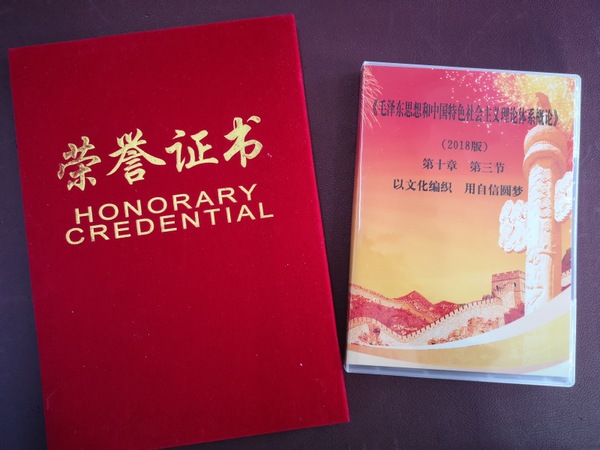 荣誉证书
HONORARY
CREDENTIAL
《毛泽东思想和中国特色社会主义理论体系概论》
(2018版)
第十章 第三节
以文化编织 用自信圆梦